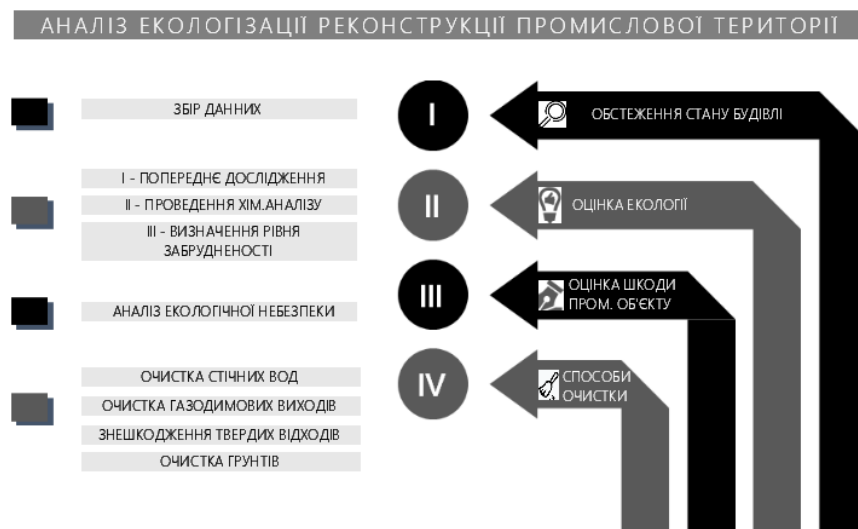 АНАЛІЗ ЕКОЛОГІЗАЦІЇ РЕКОНСТРУКЦІЇ ПРОМИСЛОВОЇ ТЕРИТОРІЇ
ЗБІР ДАННИХ
I
ОБСТЕЖЕННЯ СТАНУ БУДІВЛІ
І - ПОПЕРЕДНЄ ДОСЛІДЖЕННЯ
ІІ - ПРОВЕДЕННЯ ХІМ.АНАЛІЗУ
ІІІ - ВИЗНАЧЕННЯ РІВНЯ
ЗАБРУДНЕНОСТІ
II
ОЦІНКА ЕКОЛОГІЇ
АНАЛІЗ ЕКОЛОГІЧНОЇ НЕБЕЗПЕКИ
III
ОЦІНКА ШКОДИ
ПРОМ. ОБ'ЄКТУ
ОЧИСТКА СТІЧНИХ ВОД
ОЧИСТКА ГАЗОДИМОВИХ ВИХОДІВ
ЗНЕШКОДЖЕННЯ ТВЕРДИХ ВІДХОДІВ
ОЧИСТКА ГРУНТІВ
IV
СПОСОБИ
ОЧИСТКИ